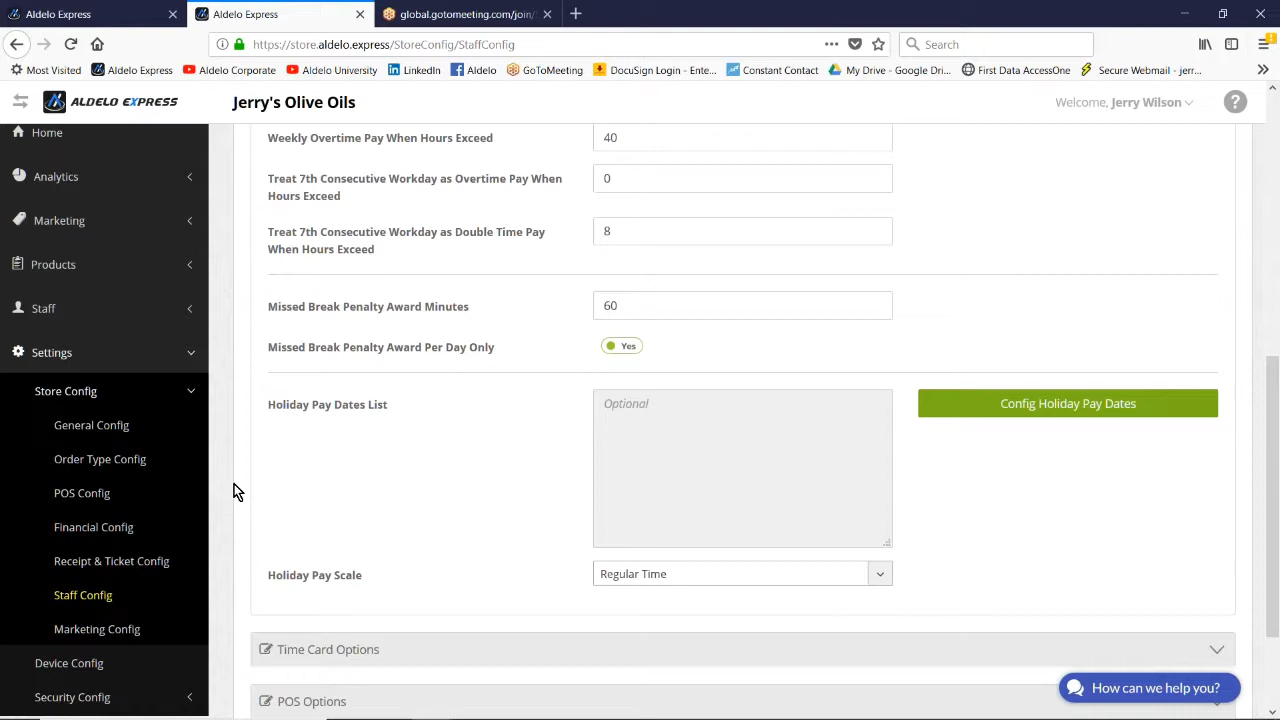 Aldelo Express
Aldelo Express
global.gotomeeting.com/join/
https://store.aldelo.express/StoreConfig/StaffConfig
Search
Most Visited
Aldelo Express
Aldelo Corporate
Aldelo University
LinkedIn
Aldelo
GoToMeeting
DocuSign Login - Ente...
Constant Contact
My Drive - Google Dri...
First Data AccessOne
Secure Webmail - jerr...
ALDELO EXPRESS
Jerry's Olive Oils
Welcome, Jerry Wilson
?
Home
Analytics
Marketing
Products
Staff
Settings
Store Config
General Config
Order Type Config
POS Config
Financial Config
Receipt & Ticket Config
Staff Config
Marketing Config
Device Config
Security Config
Weekly Overtime Pay When Hours Exceed
40
Treat 7th Consecutive Workday as Overtime Pay When
Hours Exceed
0
Treat 7th Consecutive Workday as Double Time Pay
When Hours Exceed
8
Missed Break Penalty Award Minutes
60
Missed Break Penalty Award Per Day Only
Yes
Holiday Pay Dates List
Optional
Config Holiday Pay Dates
Holiday Pay Scale
Regular Time
Time Card Options
POS Options
How can we help you?